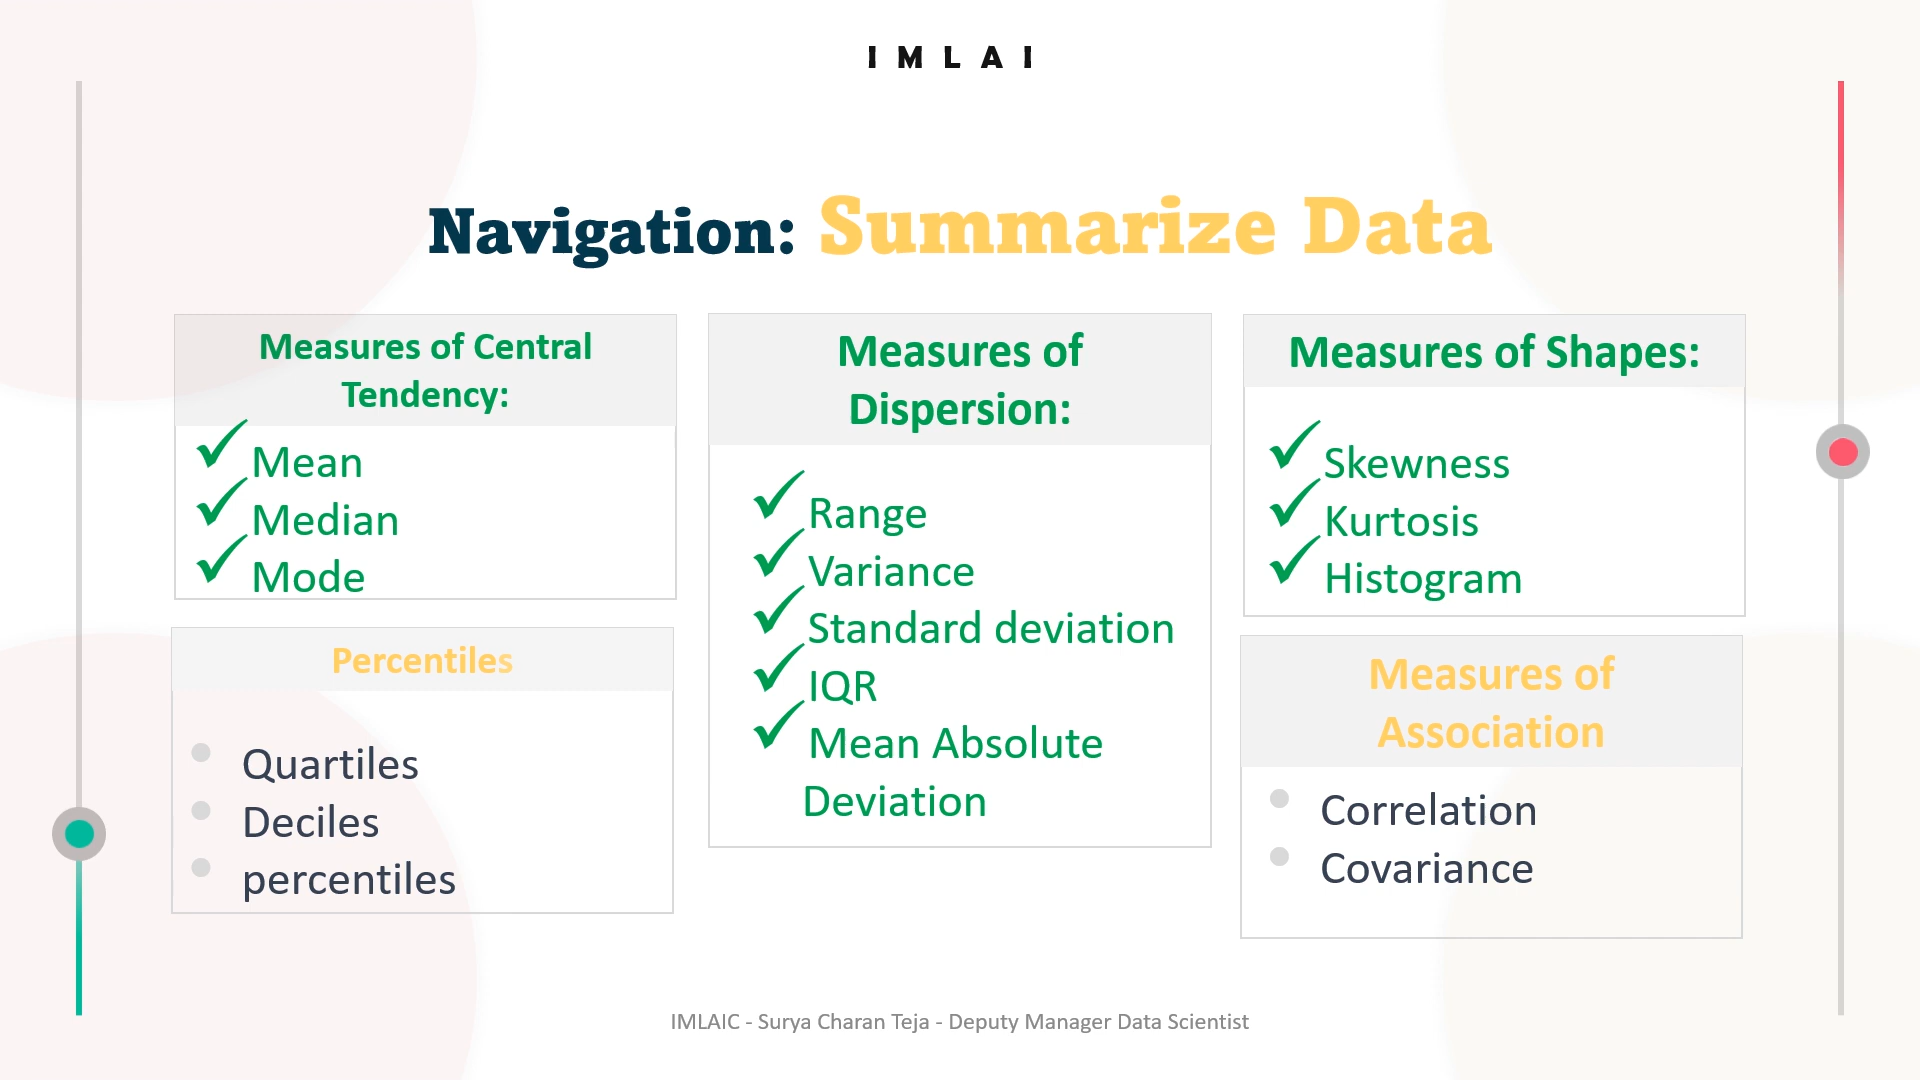 IMLAI
Navigation: Summarize Data
Measures of Central
Tendency:
Mean
Median
Mode
Percentiles
Quartiles
Deciles
percentiles
Measures of
Dispersion:
Range
Variance
Standard deviation
IQR
Mean Absolute
Deviation
Measures of Shapes:
Skewness
Kurtosis
Histogram
Measures of
Association
Correlation
Covariance
IMLAIC - Surya Charan Teja - Deputy Manager Data Scientist